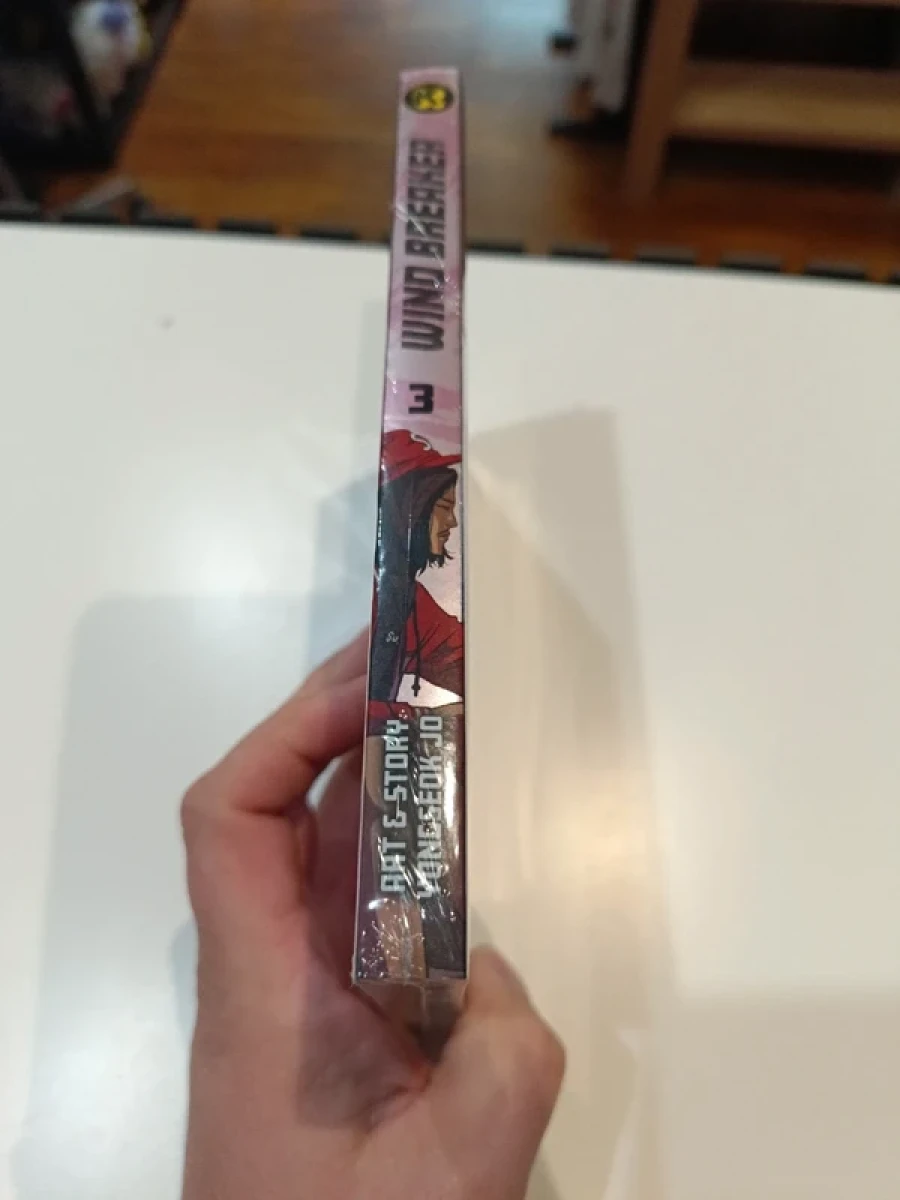 WIND BREAKER
3
ART & STORY
YONGSEOK JO